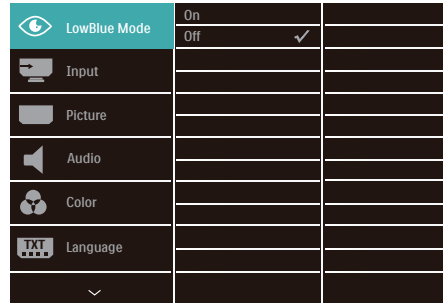 LowBlue Mode
On
Off
Input
Picture
Audio
Color
TXT
Language